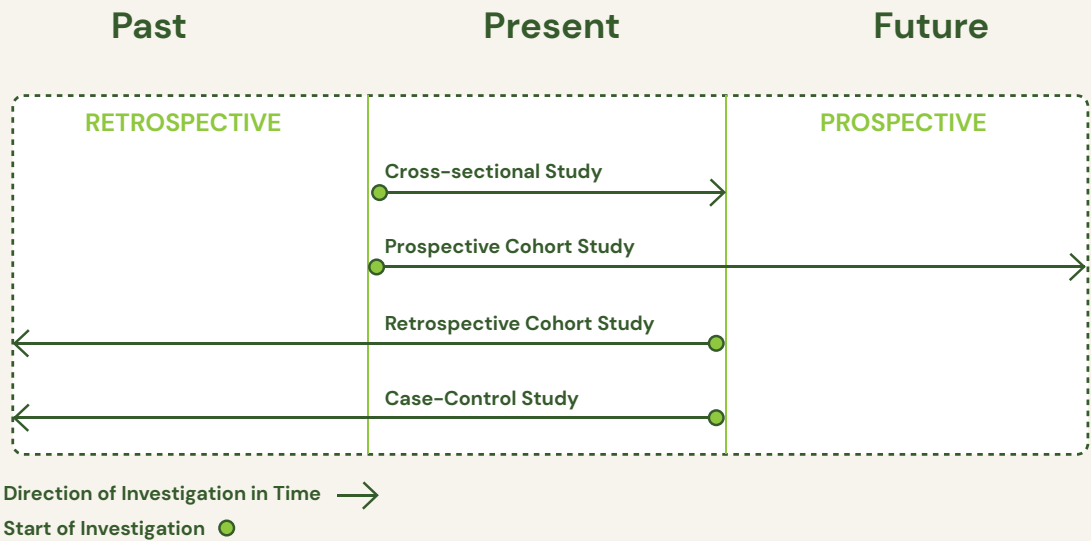 Past
Present
Future
RETROSPECTIVE
PROSPECTIVE
Cross-sectional Study
Prospective Cohort Study
Retrospective Cohort Study
Case-Control Study
Direction of Investigation in Time
Start of Investigation